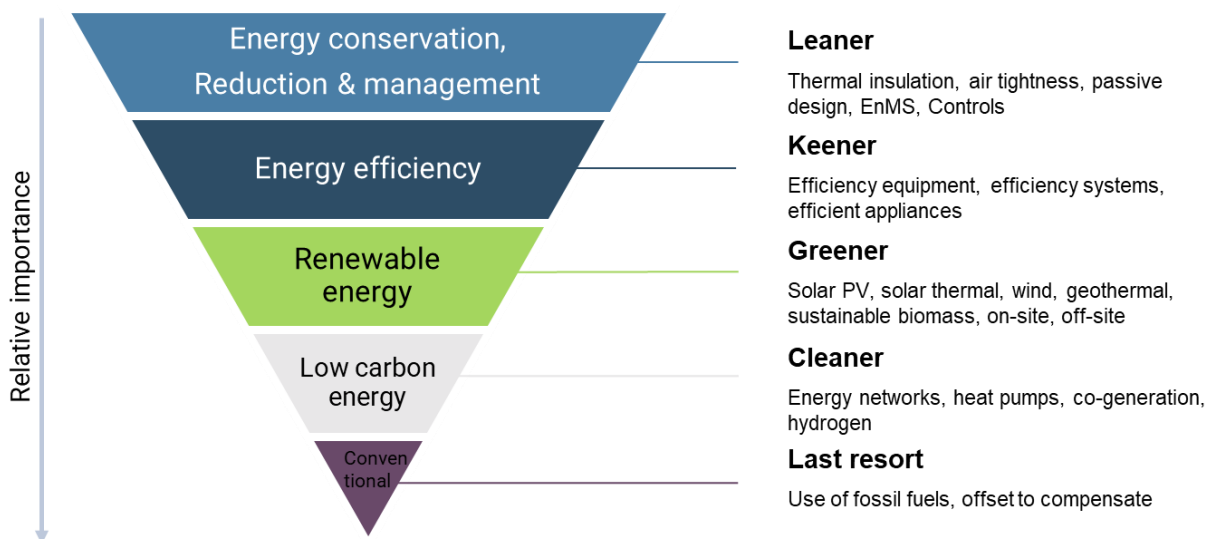 Relative importance
Energy conservation,
Reduction & management
Leaner
Thermal insulation, air tightness, passive
design, EnMS, Controls
Energy efficiency
Keener
Efficiency equipment, efficiency systems,
efficient appliances
Renewable
energy
Greener
Solar PV, solar thermal, wind, geothermal,
sustainable biomass, on-site, off-site
Low carbon
energy
Cleaner
Energy networks, heat pumps, co-generation,
hydrogen
Conven
tional
Last resort
Use of fossil fuels, offset to compensate